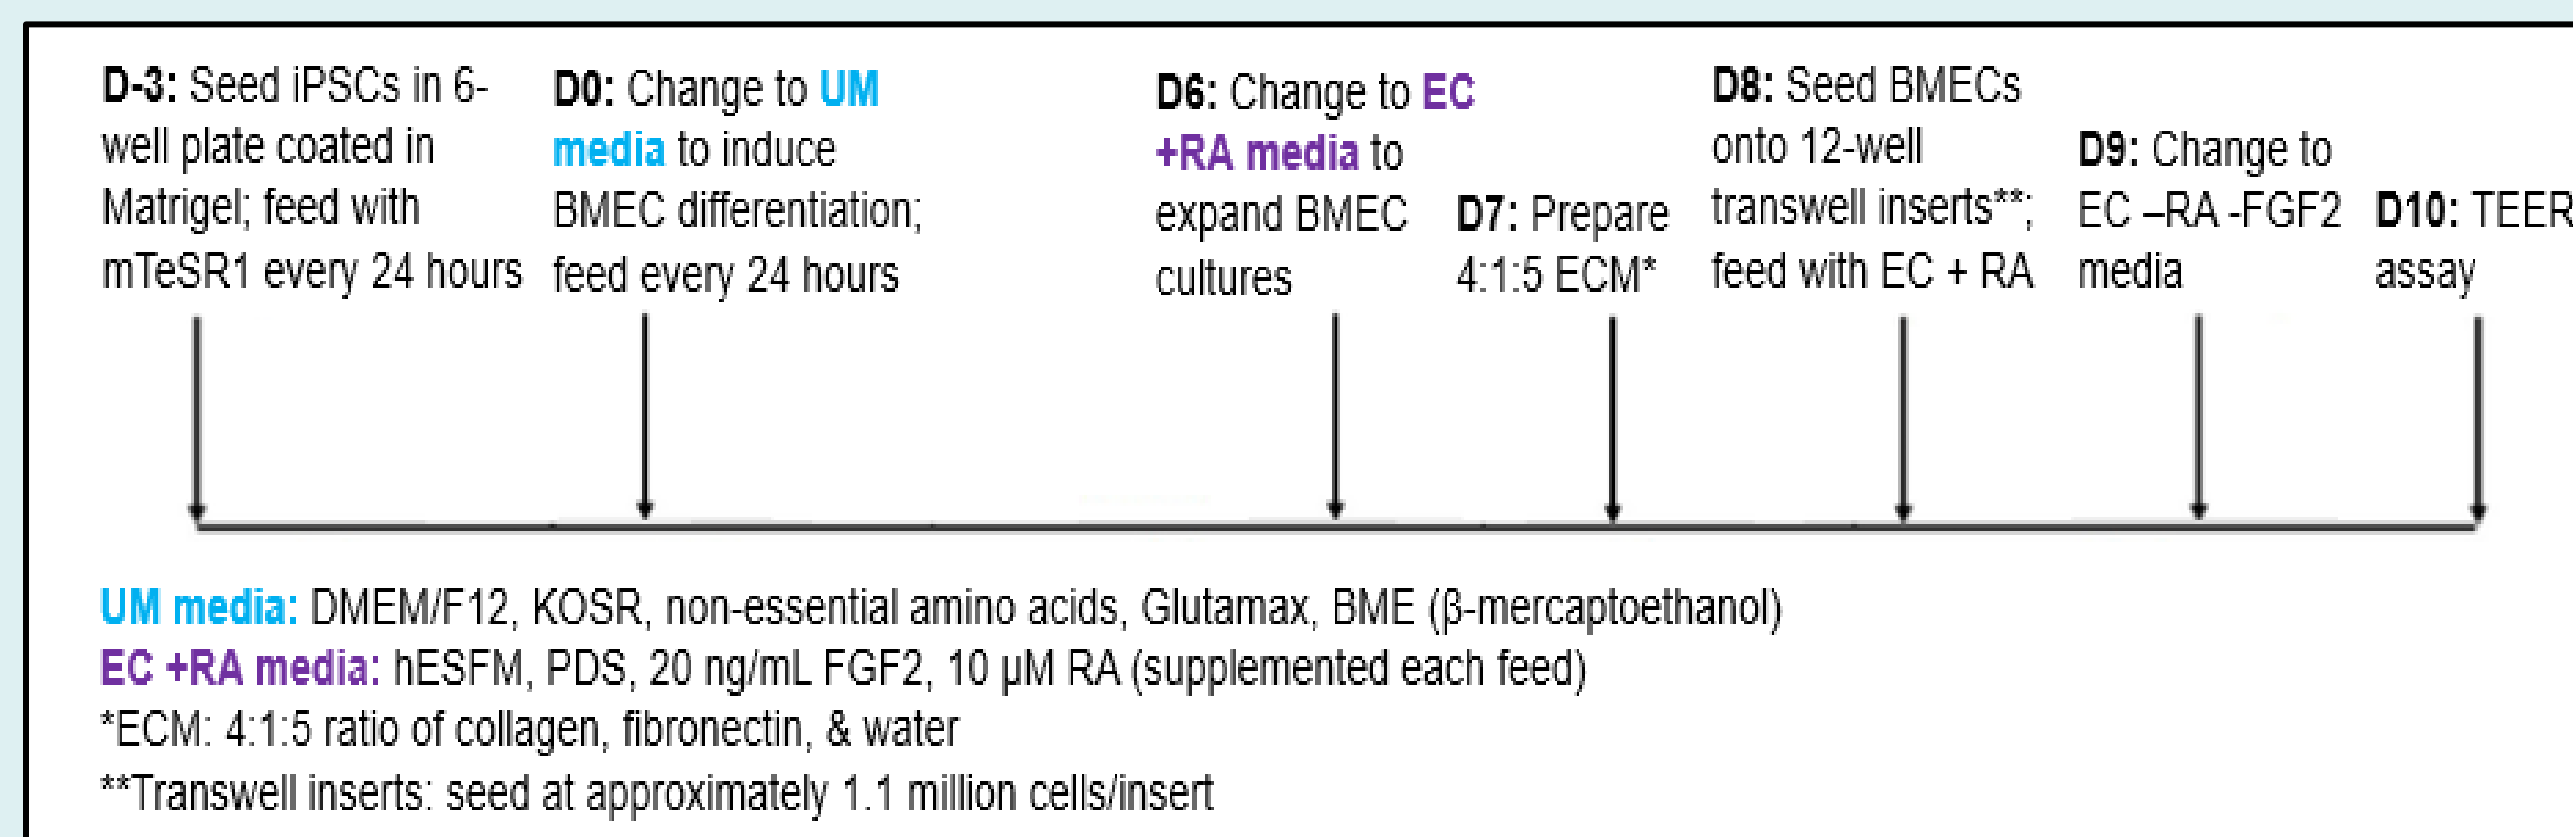 D-3: Seed iPSCs in 6-
well plate coated in
Matrigel; feed with
mTeSR1 every 24 hours
D0: Change to UM
media to induce
BMEC differentiation;
feed every 24 hours
D6: Change to EC
+RA media to
expand BMEC
cultures
D7: Prepare
4:1:5 ECM*
D8: Seed BMECs
onto 12-well
transwell inserts**;
feed with EC + RA
D9: Change to
EC –RA -FGF2
media
D10: TEER
assay
UM media: DMEM/F12, KOSR, non-essential amino acids, Glutamax, BME (β-mercaptoethanol)
EC +RA media: hESFM, PDS, 20 ng/mL FGF2, 10 µM RA (supplemented each feed)
*ECM: 4:1:5 ratio of collagen, fibronectin, & water
**Transwell inserts: seed at approximately 1.1 million cells/insert